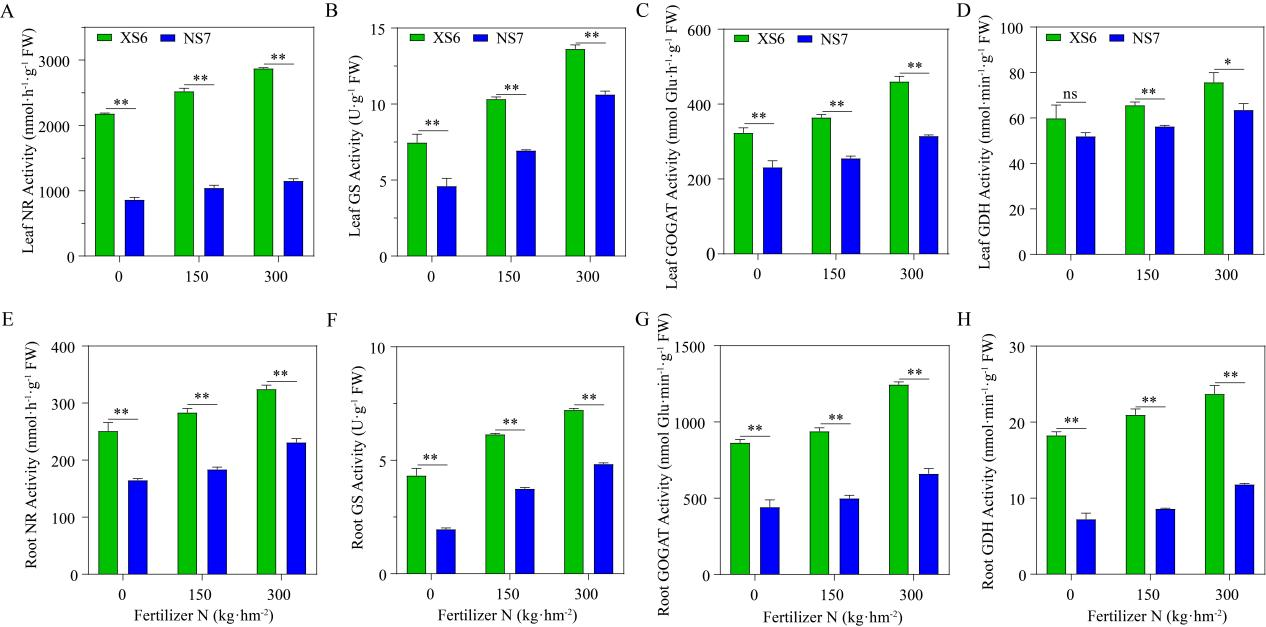 A
Leaf NR Activity (nmol·h⁻¹·g⁻¹ FW)
XS6 NS7
3000
2000
1000
0
** ** **
0 150 300
B
Leaf GS Activity (U·g⁻¹ FW)
XS6 NS7
15
10
5
0
** ** **
0 150 300
C
Leaf GOGAT Activity (nmol Glu·h⁻¹·g⁻¹ FW)
XS6 NS7
600
400
200
0
** ** **
0 150 300
D
Leaf GDH Activity (nmol·min⁻¹·g⁻¹ FW)
XS6 NS7
100
80
60
40
20
0
ns ** *
0 150 300
E
Root NR Activity (nmol·h⁻¹·g⁻¹ FW)
400
300
200
100
0
** ** **
0 150 300
Fertilizer N (kg·hm⁻²)
F
Root GS Activity (U·g⁻¹ FW)
10
5
0
** ** **
0 150 300
Fertilizer N (kg·hm⁻²)
G
Root GOGAT Activity (nmol Glu·min⁻¹·g⁻¹ FW)
1500
1000
500
0
** ** **
0 150 300
Fertilizer N (kg·hm⁻²)
H
Root GDH Activity (nmol·min⁻¹·g⁻¹ FW)
30
20
10
0
** ** **
0 150 300
Fertilizer N (kg·hm⁻²)